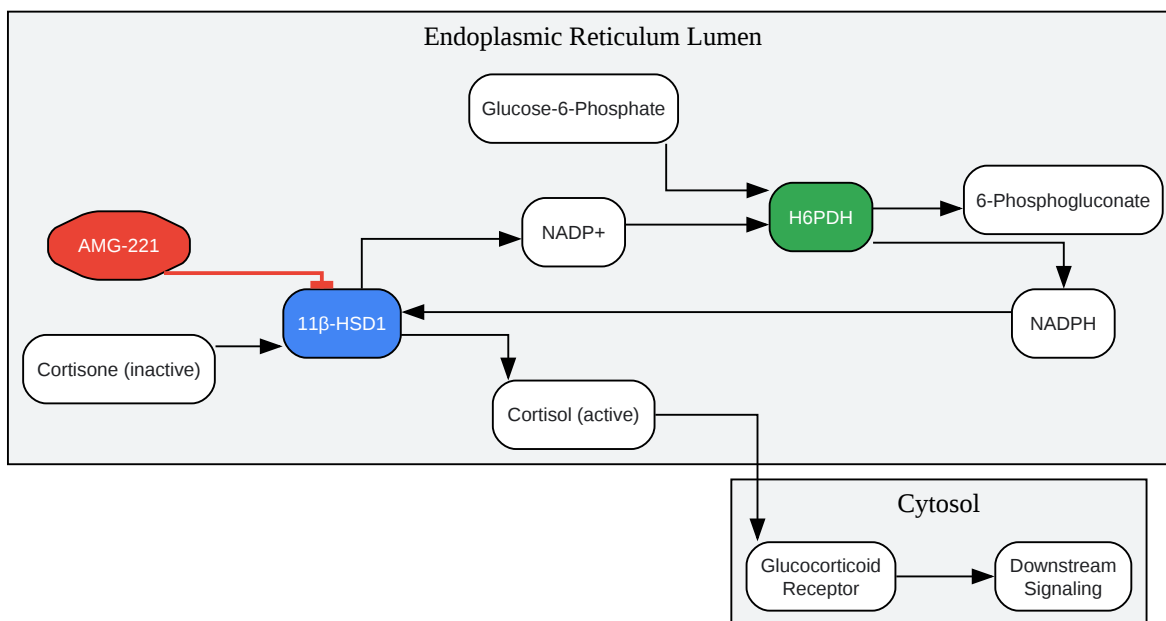 Endoplasmic Reticulum Lumen
Glucose-6-Phosphate
6-Phosphogluconate
H6PDH
NADP+
AMG-221
11β-HSD1
NADPH
Cortisone (inactive)
Cortisol (active)
Cytosol
Glucocorticoid
Receptor
Downstream
Signaling